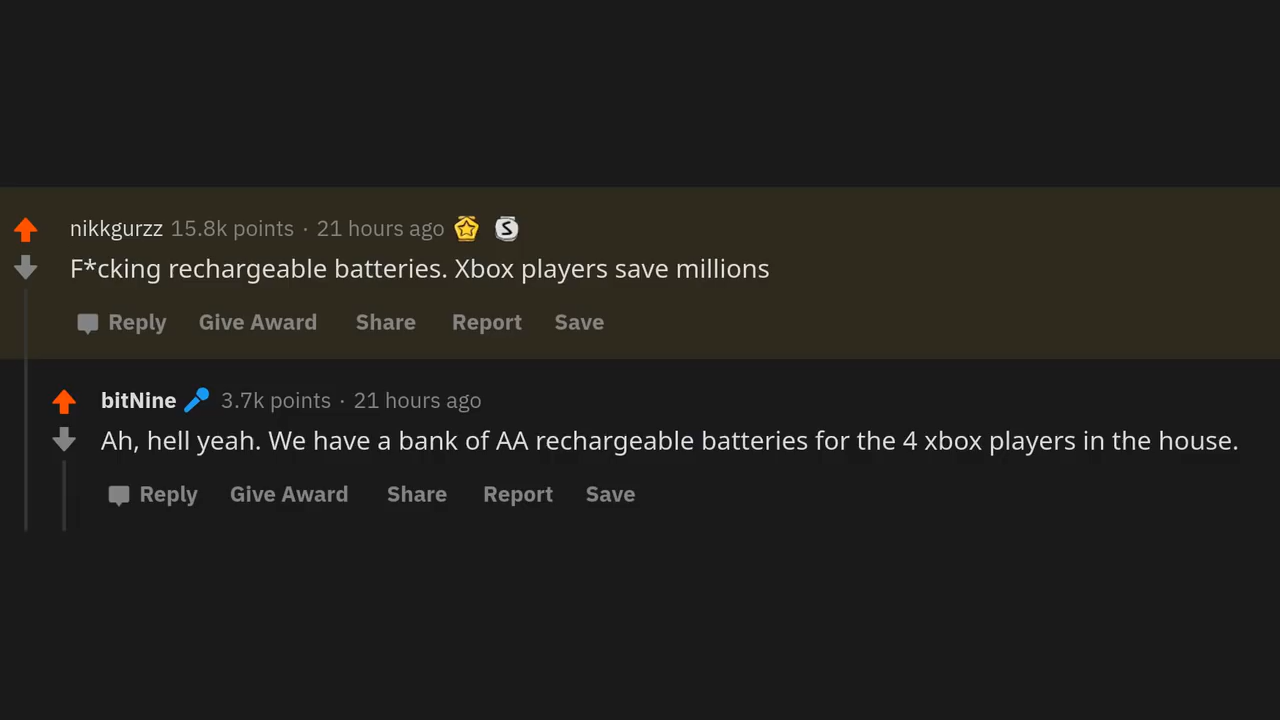 nikkgurzz 15.8k points · 21 hours ago S
F*cking rechargeable batteries. Xbox players save millions
Reply Give Award Share Report Save
bitNine 3.7k points · 21 hours ago
Ah, hell yeah. We have a bank of AA rechargeable batteries for the 4 xbox players in the house.
Reply Give Award Share Report Save